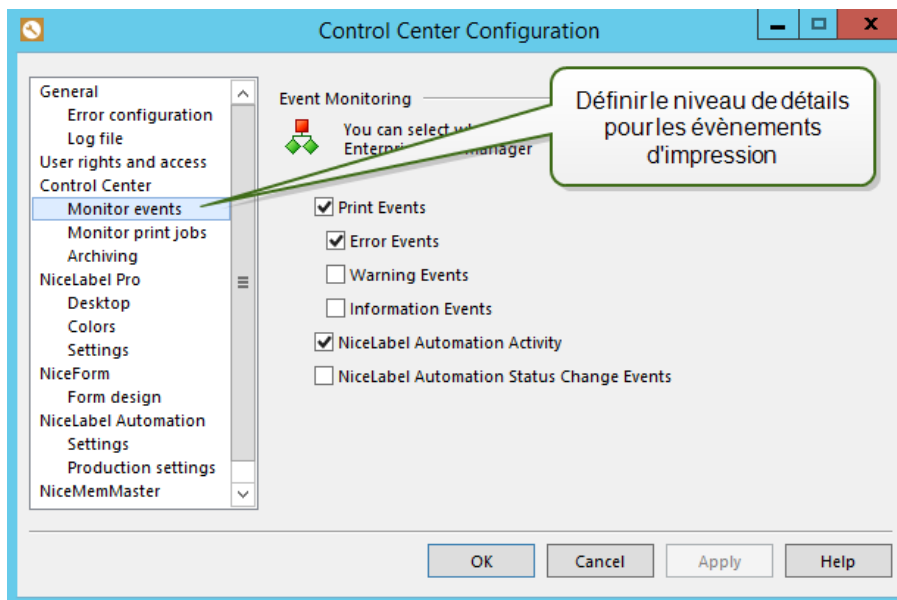 Control Center Configuration
General
Error configuration
Log file
User rights and access
Control Center
Monitor events
Monitor print jobs
Archiving
NiceLabel Pro
Desktop
Colors
Settings
NiceForm
Form design
NiceLabel Automation
Settings
Production settings
NiceMemMaster
Event Monitoring
You can select
Définir le niveau de détails
pour les évènements
d'impression
Print Events
Error Events
Warning Events
Information Events
NiceLabel Automation Activity
NiceLabel Automation Status Change Events
OK
Cancel
Apply
Help